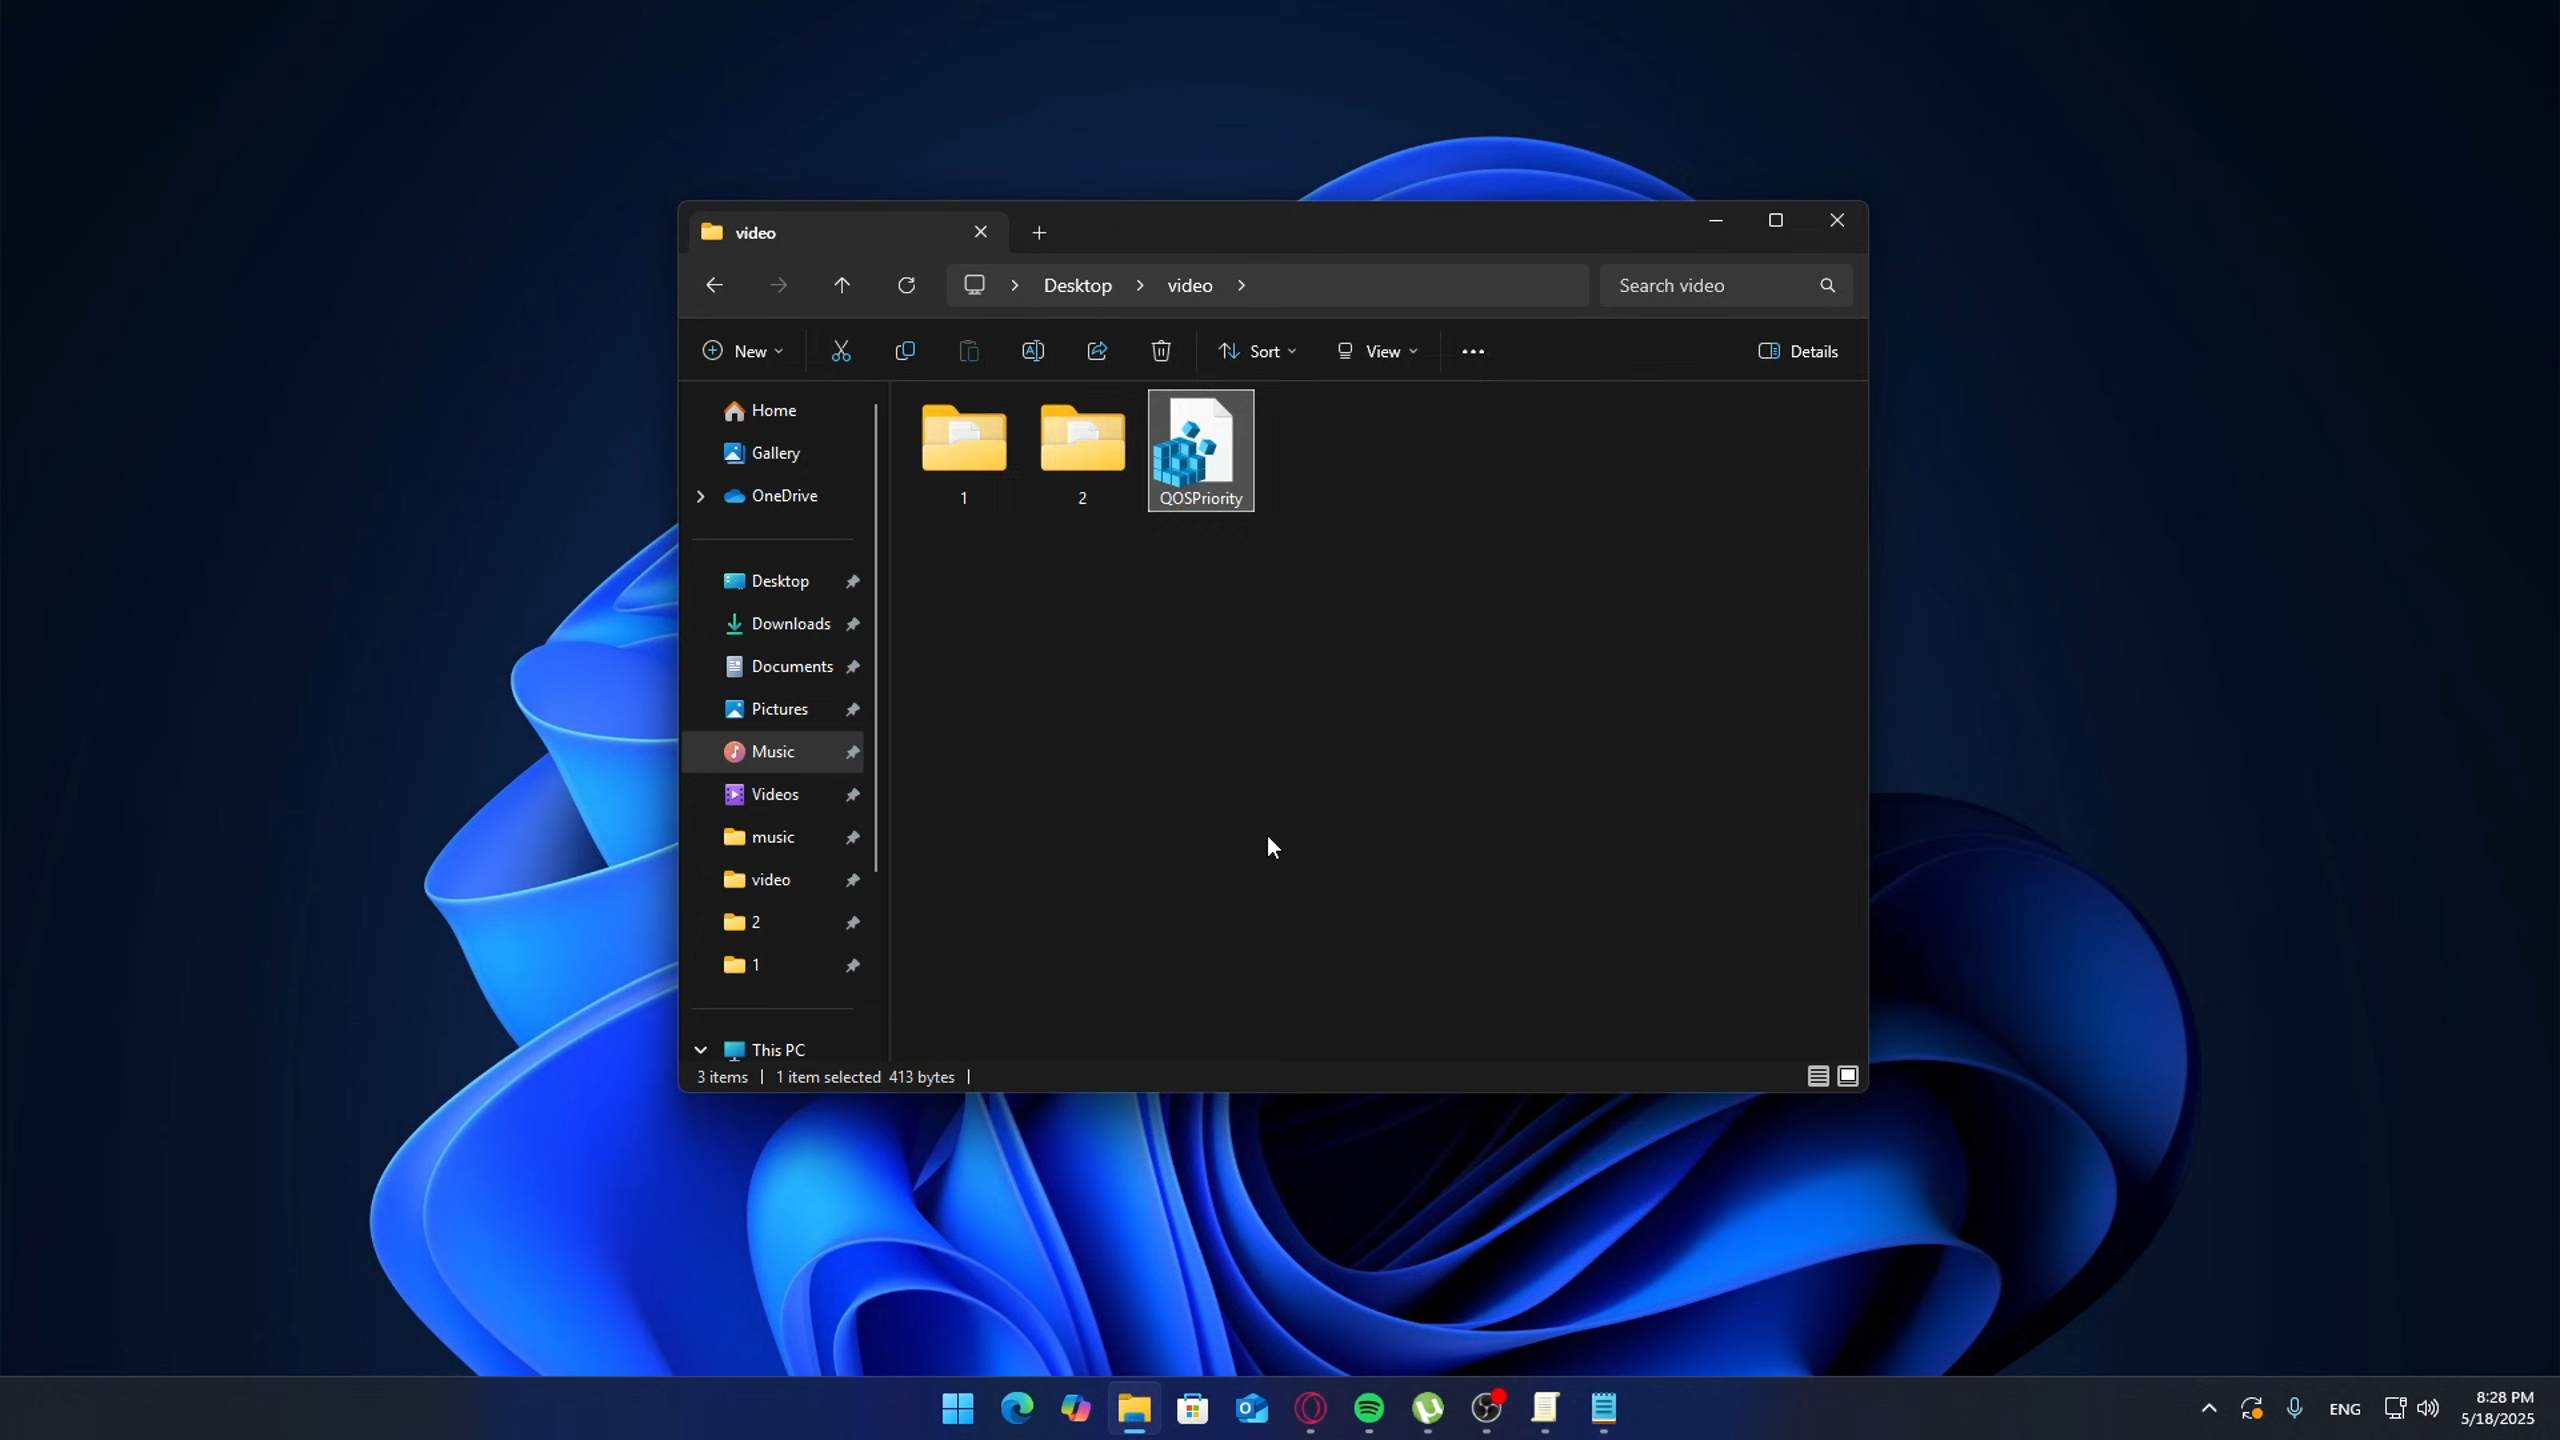 video
Desktop
video
Search video
New
Sort
View
Details
Home
Gallery
OneDrive
Desktop
Downloads
Documents
Pictures
Music
Videos
music
video
2
1
This PC
1
2
QOSPriority
3 items
1 item selected 413 bytes
ENG
8:28 PM
5/18/2025